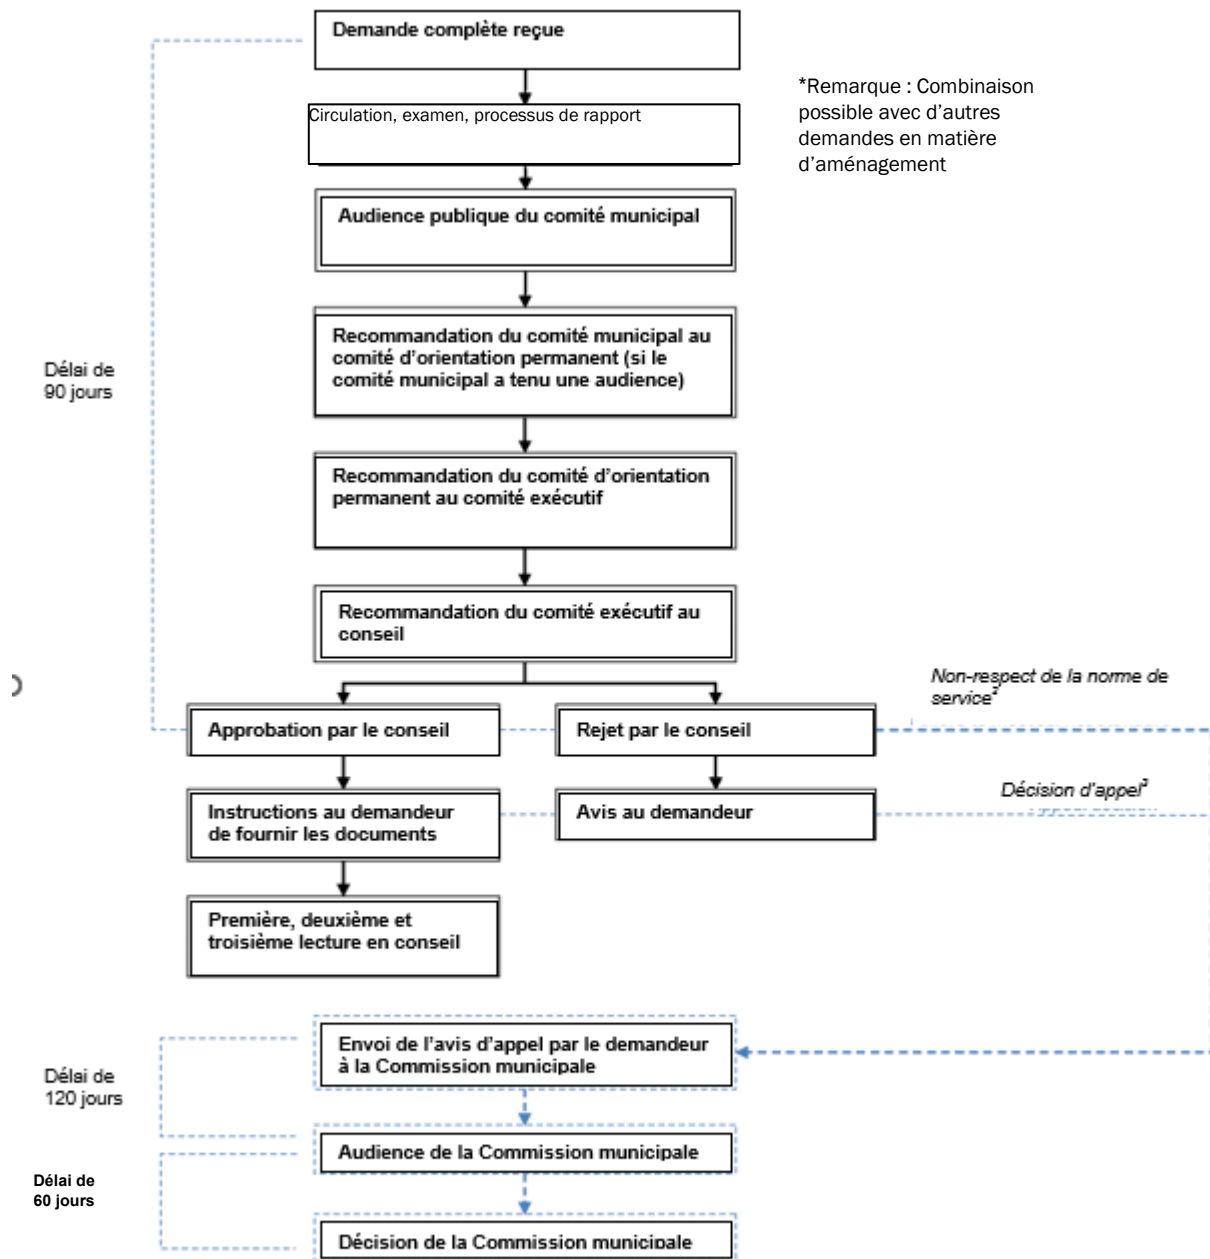 Demande complète reçue
*Remarque : Combinaison
possible avec d'autres
demandes en matière
d'aménagement
Circulation, examen, processus de rapport
Audience publique du comité municipal
Recommandation du comité municipal au
comité d'orientation permanent (si le
comité municipal a tenu une audience)
Délai de
90 jours
Recommandation du comité d'orientation
permanent au comité exécutif
Recommandation du comité exécutif au
conseil
Non-respect de la norme de
service²
Approbation par le conseil
Rejet par le conseil
Décision d'appel³
Instructions au demandeur
de fournir les documents
Avis au demandeur
Première, deuxième et
troisième lecture en conseil
Envoi de l'avis d'appel par le demandeur
à la Commission municipale
Délai de
120 jours
Audience de la Commission municipale
Délai de
60 jours
Décision de la Commission municipale